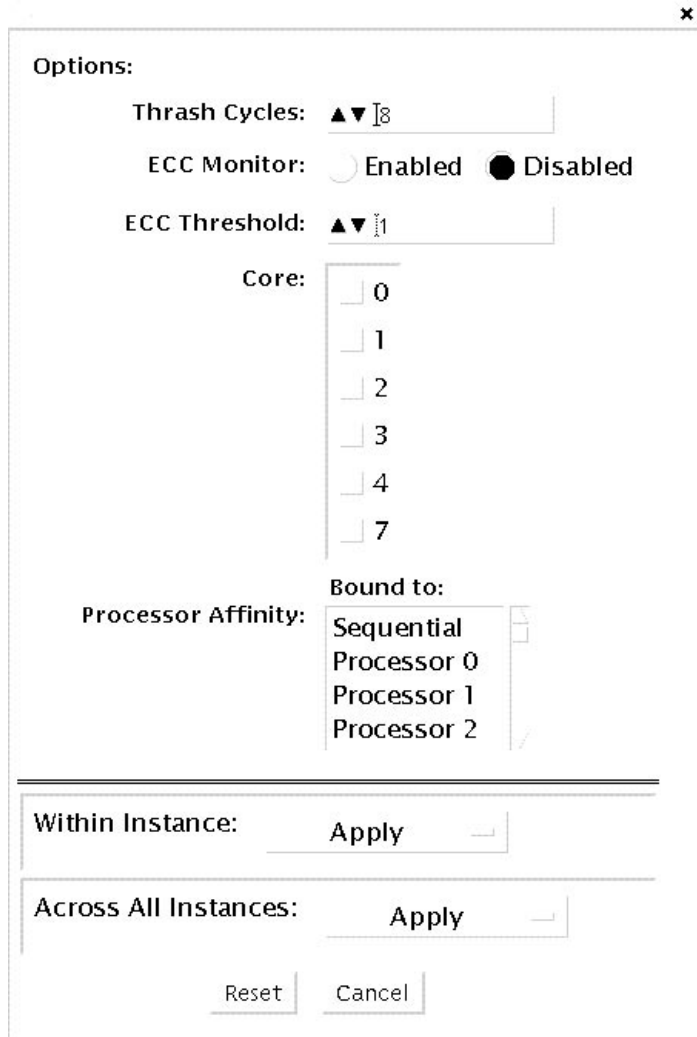 Options:
Thrash Cycles: 8
ECC Monitor: Enabled Disabled
ECC Threshold: 1
Core: 0
1
2
3
4
7
Processor Affinity: Bound to:
Sequential
Processor 0
Processor 1
Processor 2
Within Instance: Apply
Across All Instances: Apply
Reset Cancel